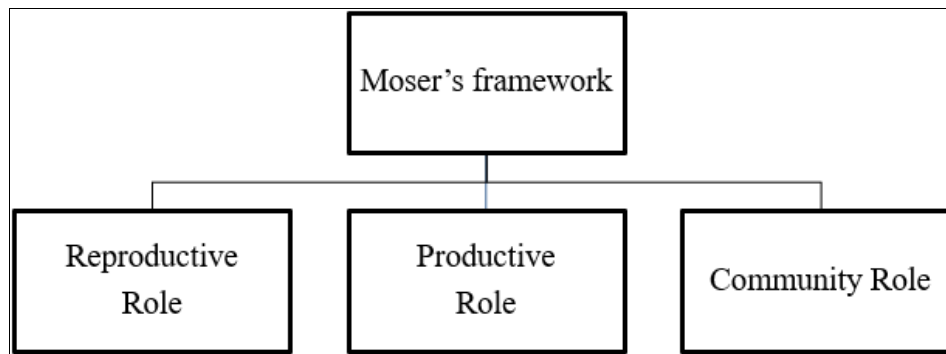 Moser’s framework
Reproductive
Role
Productive
Role
Community Role